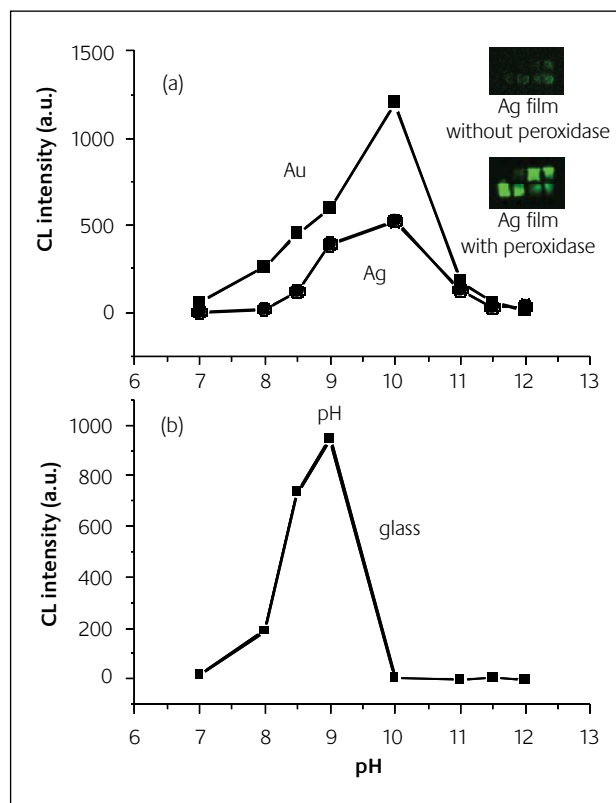 (a)
CL intensity (a.u.)
1500
1000
500
0
Au
Ag
Ag film
without peroxidase
Ag film
with peroxidase
6 7 8 9 10 11 12 13
pH
(b)
CL intensity (a.u.)
1000
800
600
400
200
0
glass
6 7 8 9 10 11 12 13
pH